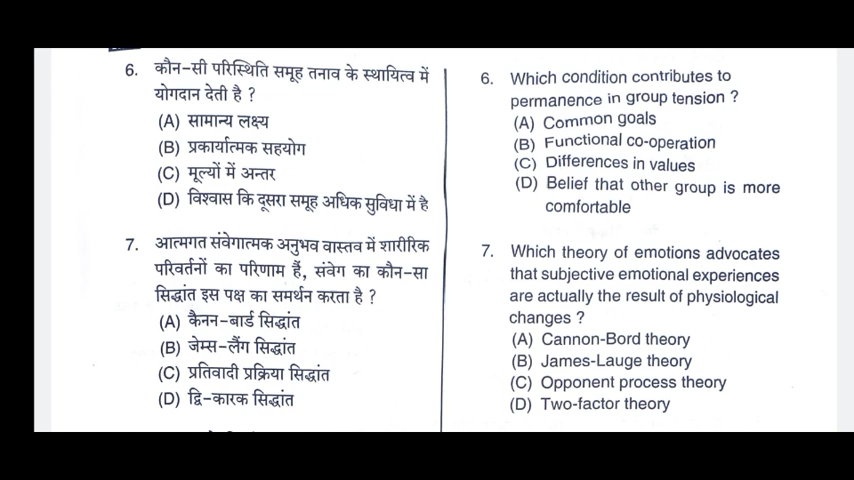 6. कौन-सी परिस्थिति समूह तनाव के स्थायित्व में
योगदान देती है ?
(A) सामान्य लक्ष्य
(B) प्रकार्यात्मक सहयोग
(C) मूल्यों में अन्तर
(D) विश्वास कि दूसरा समूह अधिक सुविधा में है
7. आत्मगत संवेगात्मक अनुभव वास्तव में शारीरिक
परिवर्तनों का परिणाम हैं, संवेग का कौन-सा
सिद्धांत इस पक्ष का समर्थन करता है ?
(A) कैनन-बार्ड सिद्धांत
(B) जेम्स-लैंग सिद्धांत
(C) प्रतिवादी प्रक्रिया सिद्धांत
(D) द्वि-कारक सिद्धांत
6. Which condition contributes to
permanence in group tension ?
(A) Common goals
(B) Functional co-operation
(C) Differences in values
(D) Belief that other group is more
comfortable
7. Which theory of emotions advocates
that subjective emotional experiences
are actually the result of physiological
changes ?
(A) Cannon-Bord theory
(B) James-Lauge theory
(C) Opponent process theory
(D) Two-factor theory